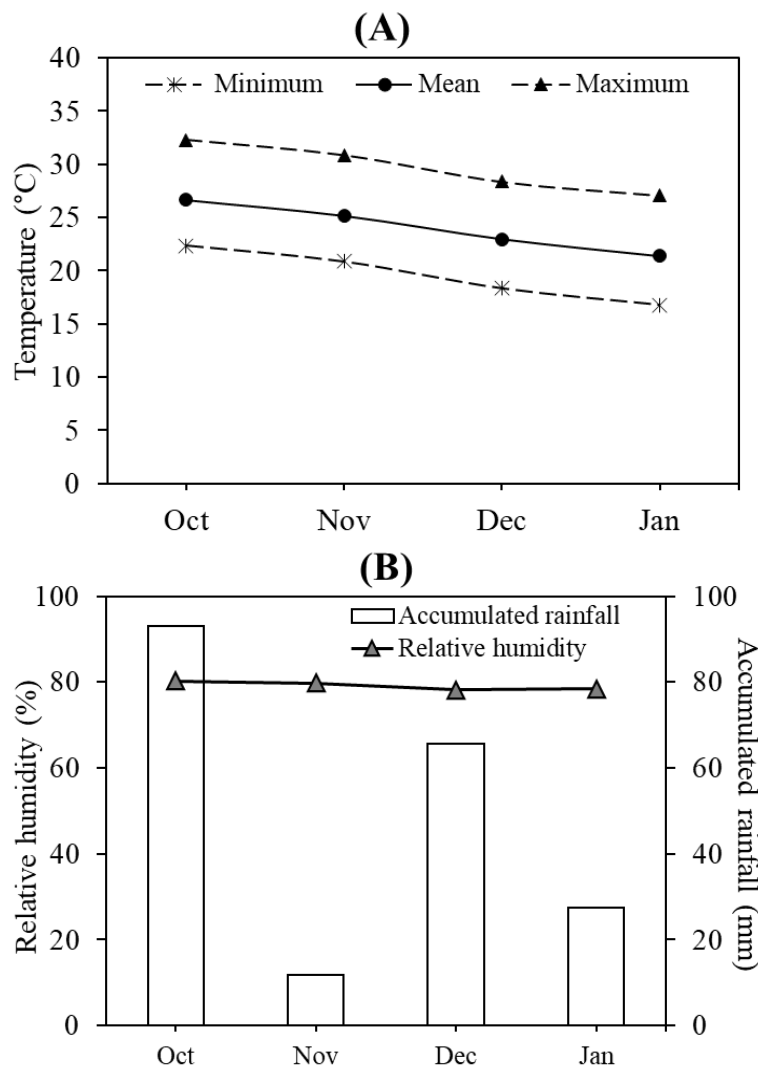 (A)
Temperature (°C)
40
35
30
25
20
15
10
5
0
Minimum Mean Maximum
Oct Nov Dec Jan
(B)
Relative humidity (%)
100
80
60
40
20
0
Accumulated rainfall
Relative humidity
100
80
60
40
20
0
Accumulated
rainfall (mm)
Oct Nov Dec Jan